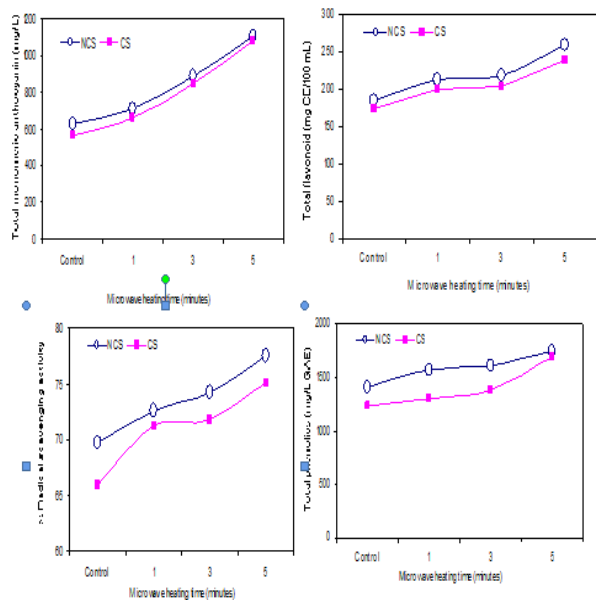 Total monomeric anthocyanin (mg/L)
1200
1000
800
600
400
200
0
NCS CS
Control 1 3 5
Microwave heating time (minutes)
Total flavonoid (mg CE/100 mL)
300
250
200
150
100
50
0
NCS CS
Control 1 3 5
Microwave heating time (minutes)
% Radical scavenging activity
80
75
70
65
60
NCS CS
Control 1 3 5
Microwave heating time (minutes)
Total phenolics (mg/L GAE)
2000
1500
1000
500
0
NCS CS
Control 1 3 5
Microwave heating time (minutes)